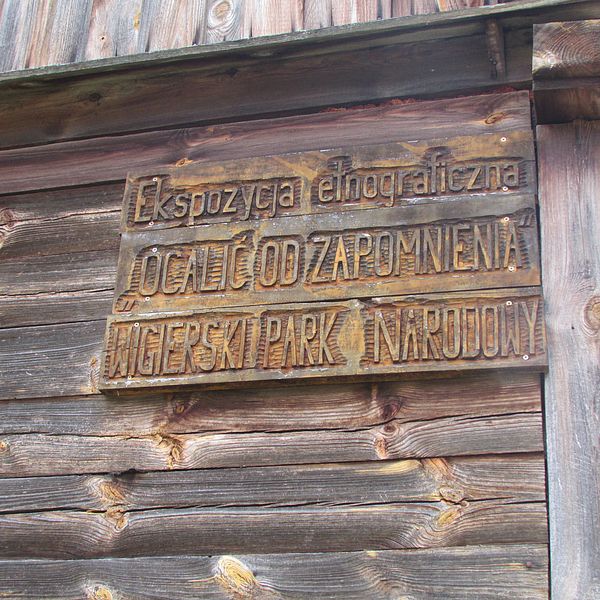 Ekspozycja etnograficzna
„OCALIĆ OD ZAPOMNIENIA”
WIGIERSKI PARK NARODOWY